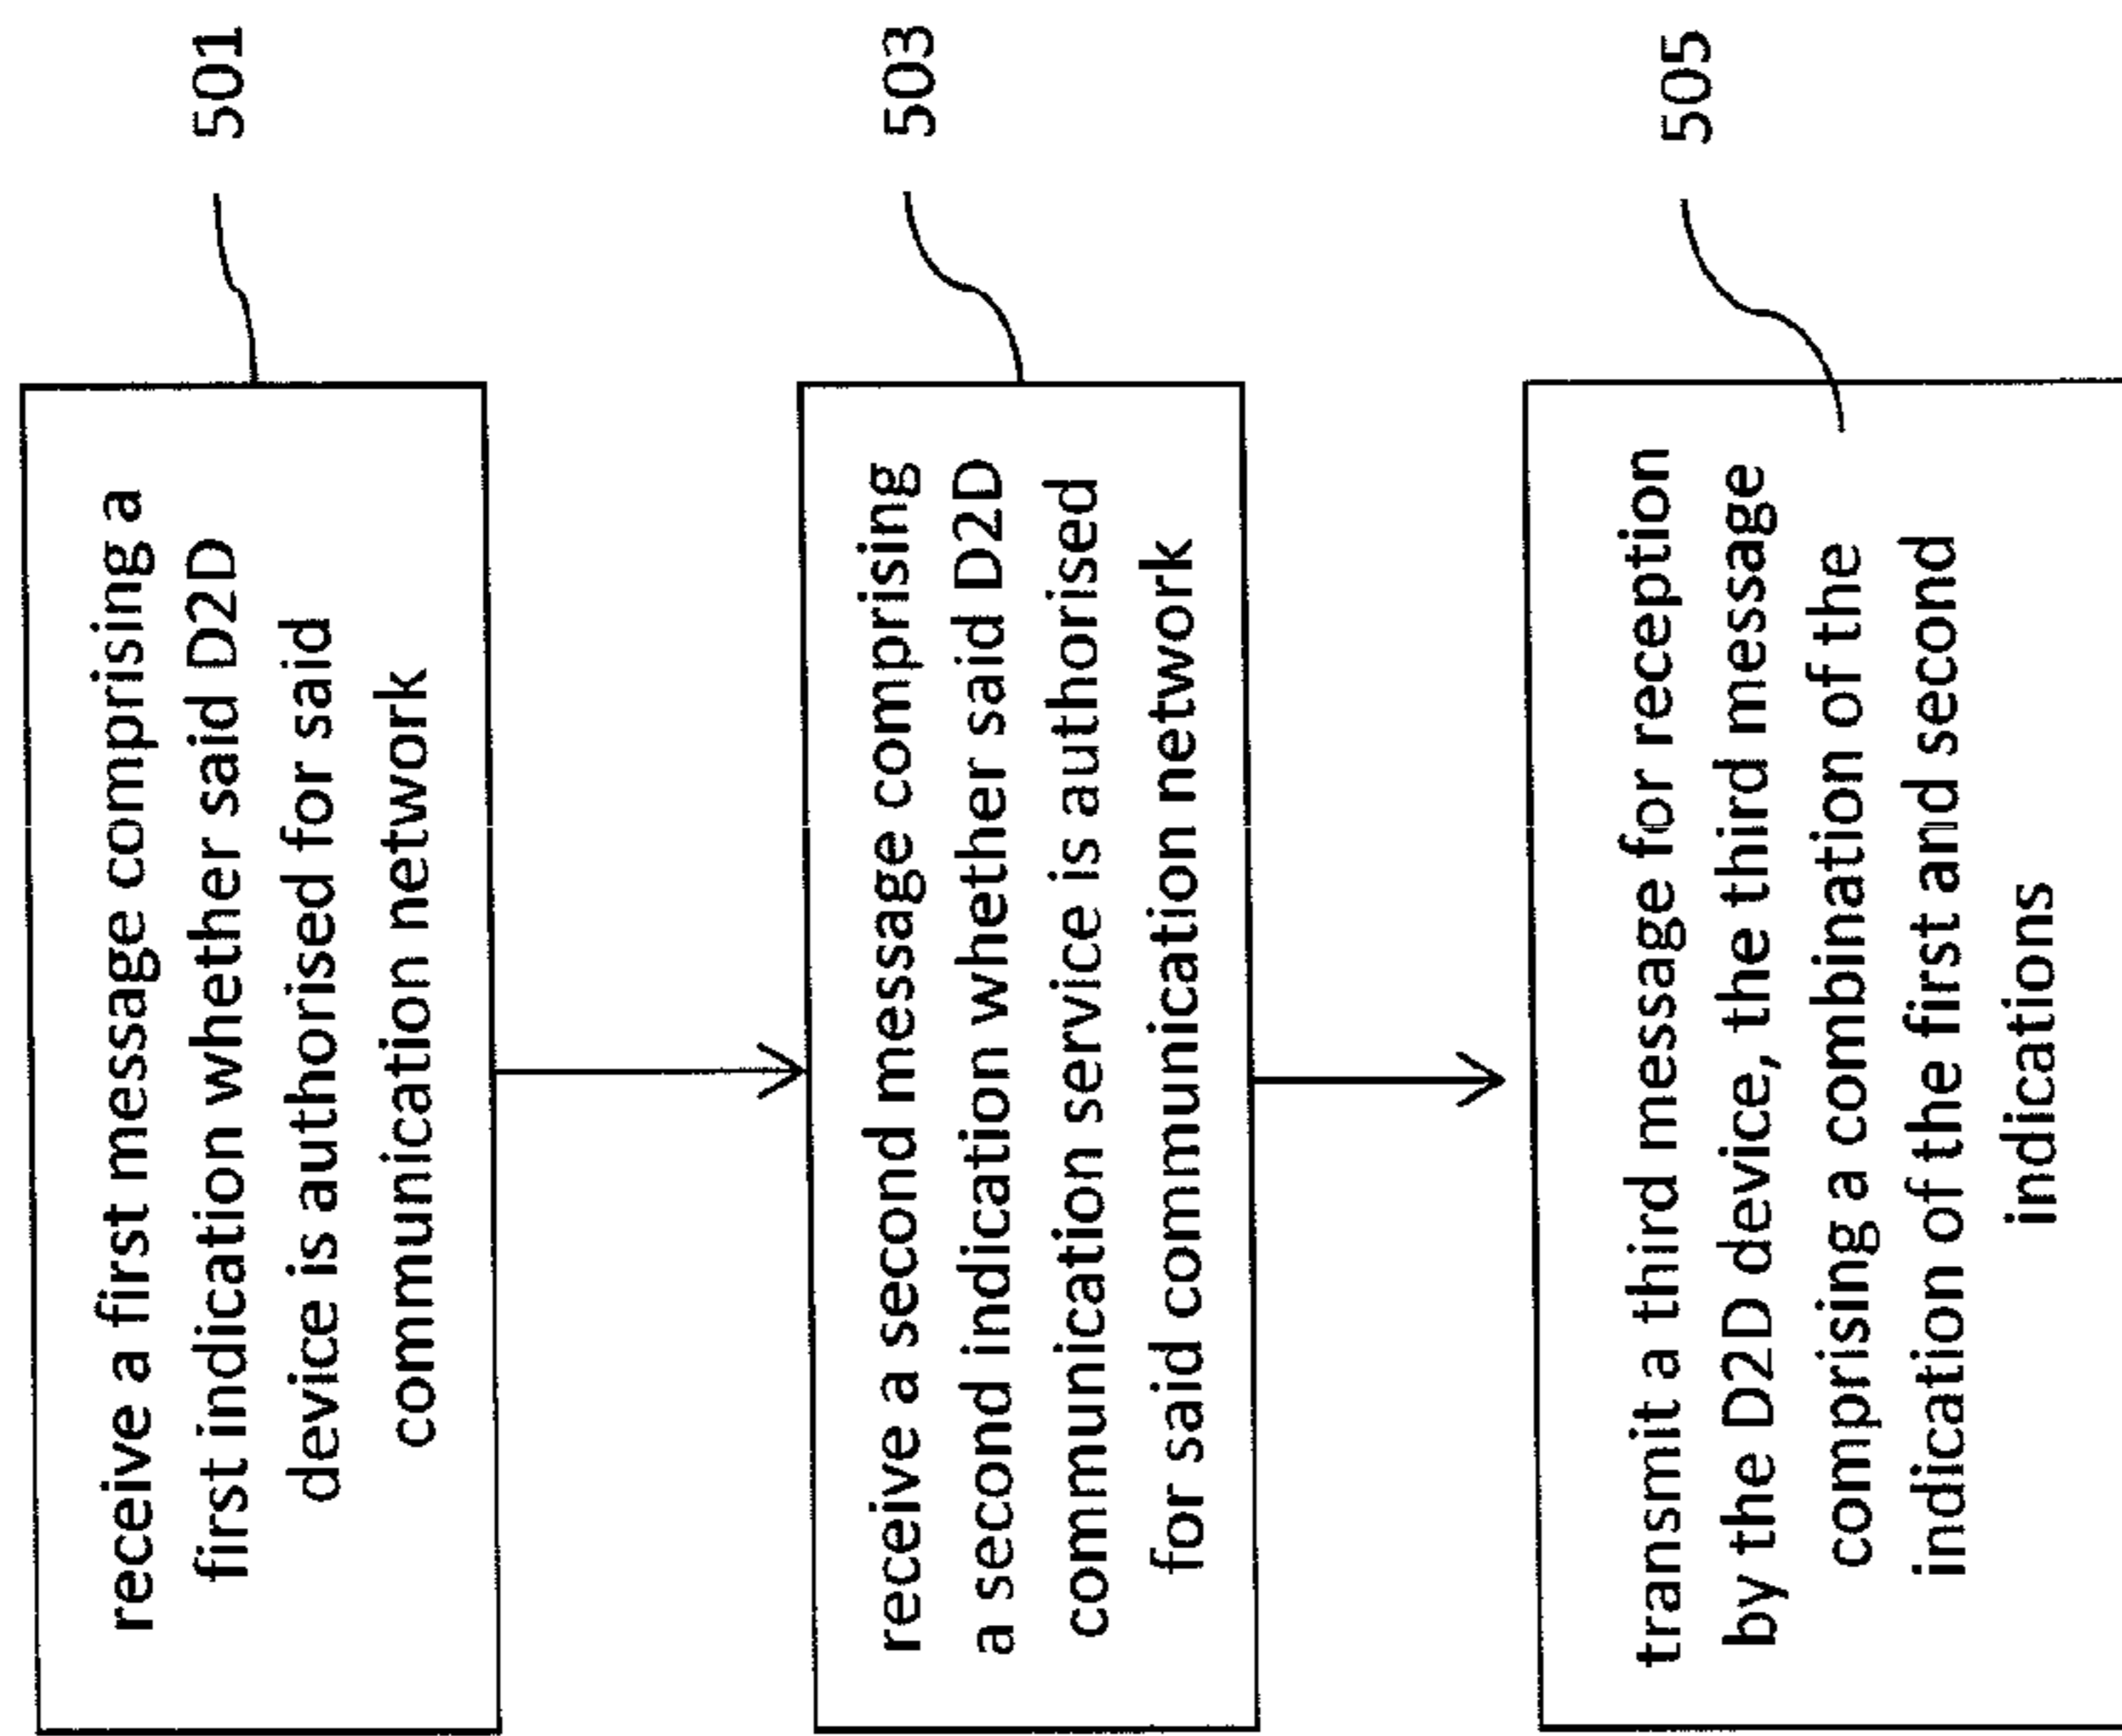 receive a first message comprising a
first indication whether said D2D
device is authorised for said
communication network
501
receive a second message comprising
a second indication whether said D2D
communication service is authorised
for said communication network
503
transmit a third message for reception
by the D2D device, the third message
comprising a combination of the
indication of the first and second
indications
505